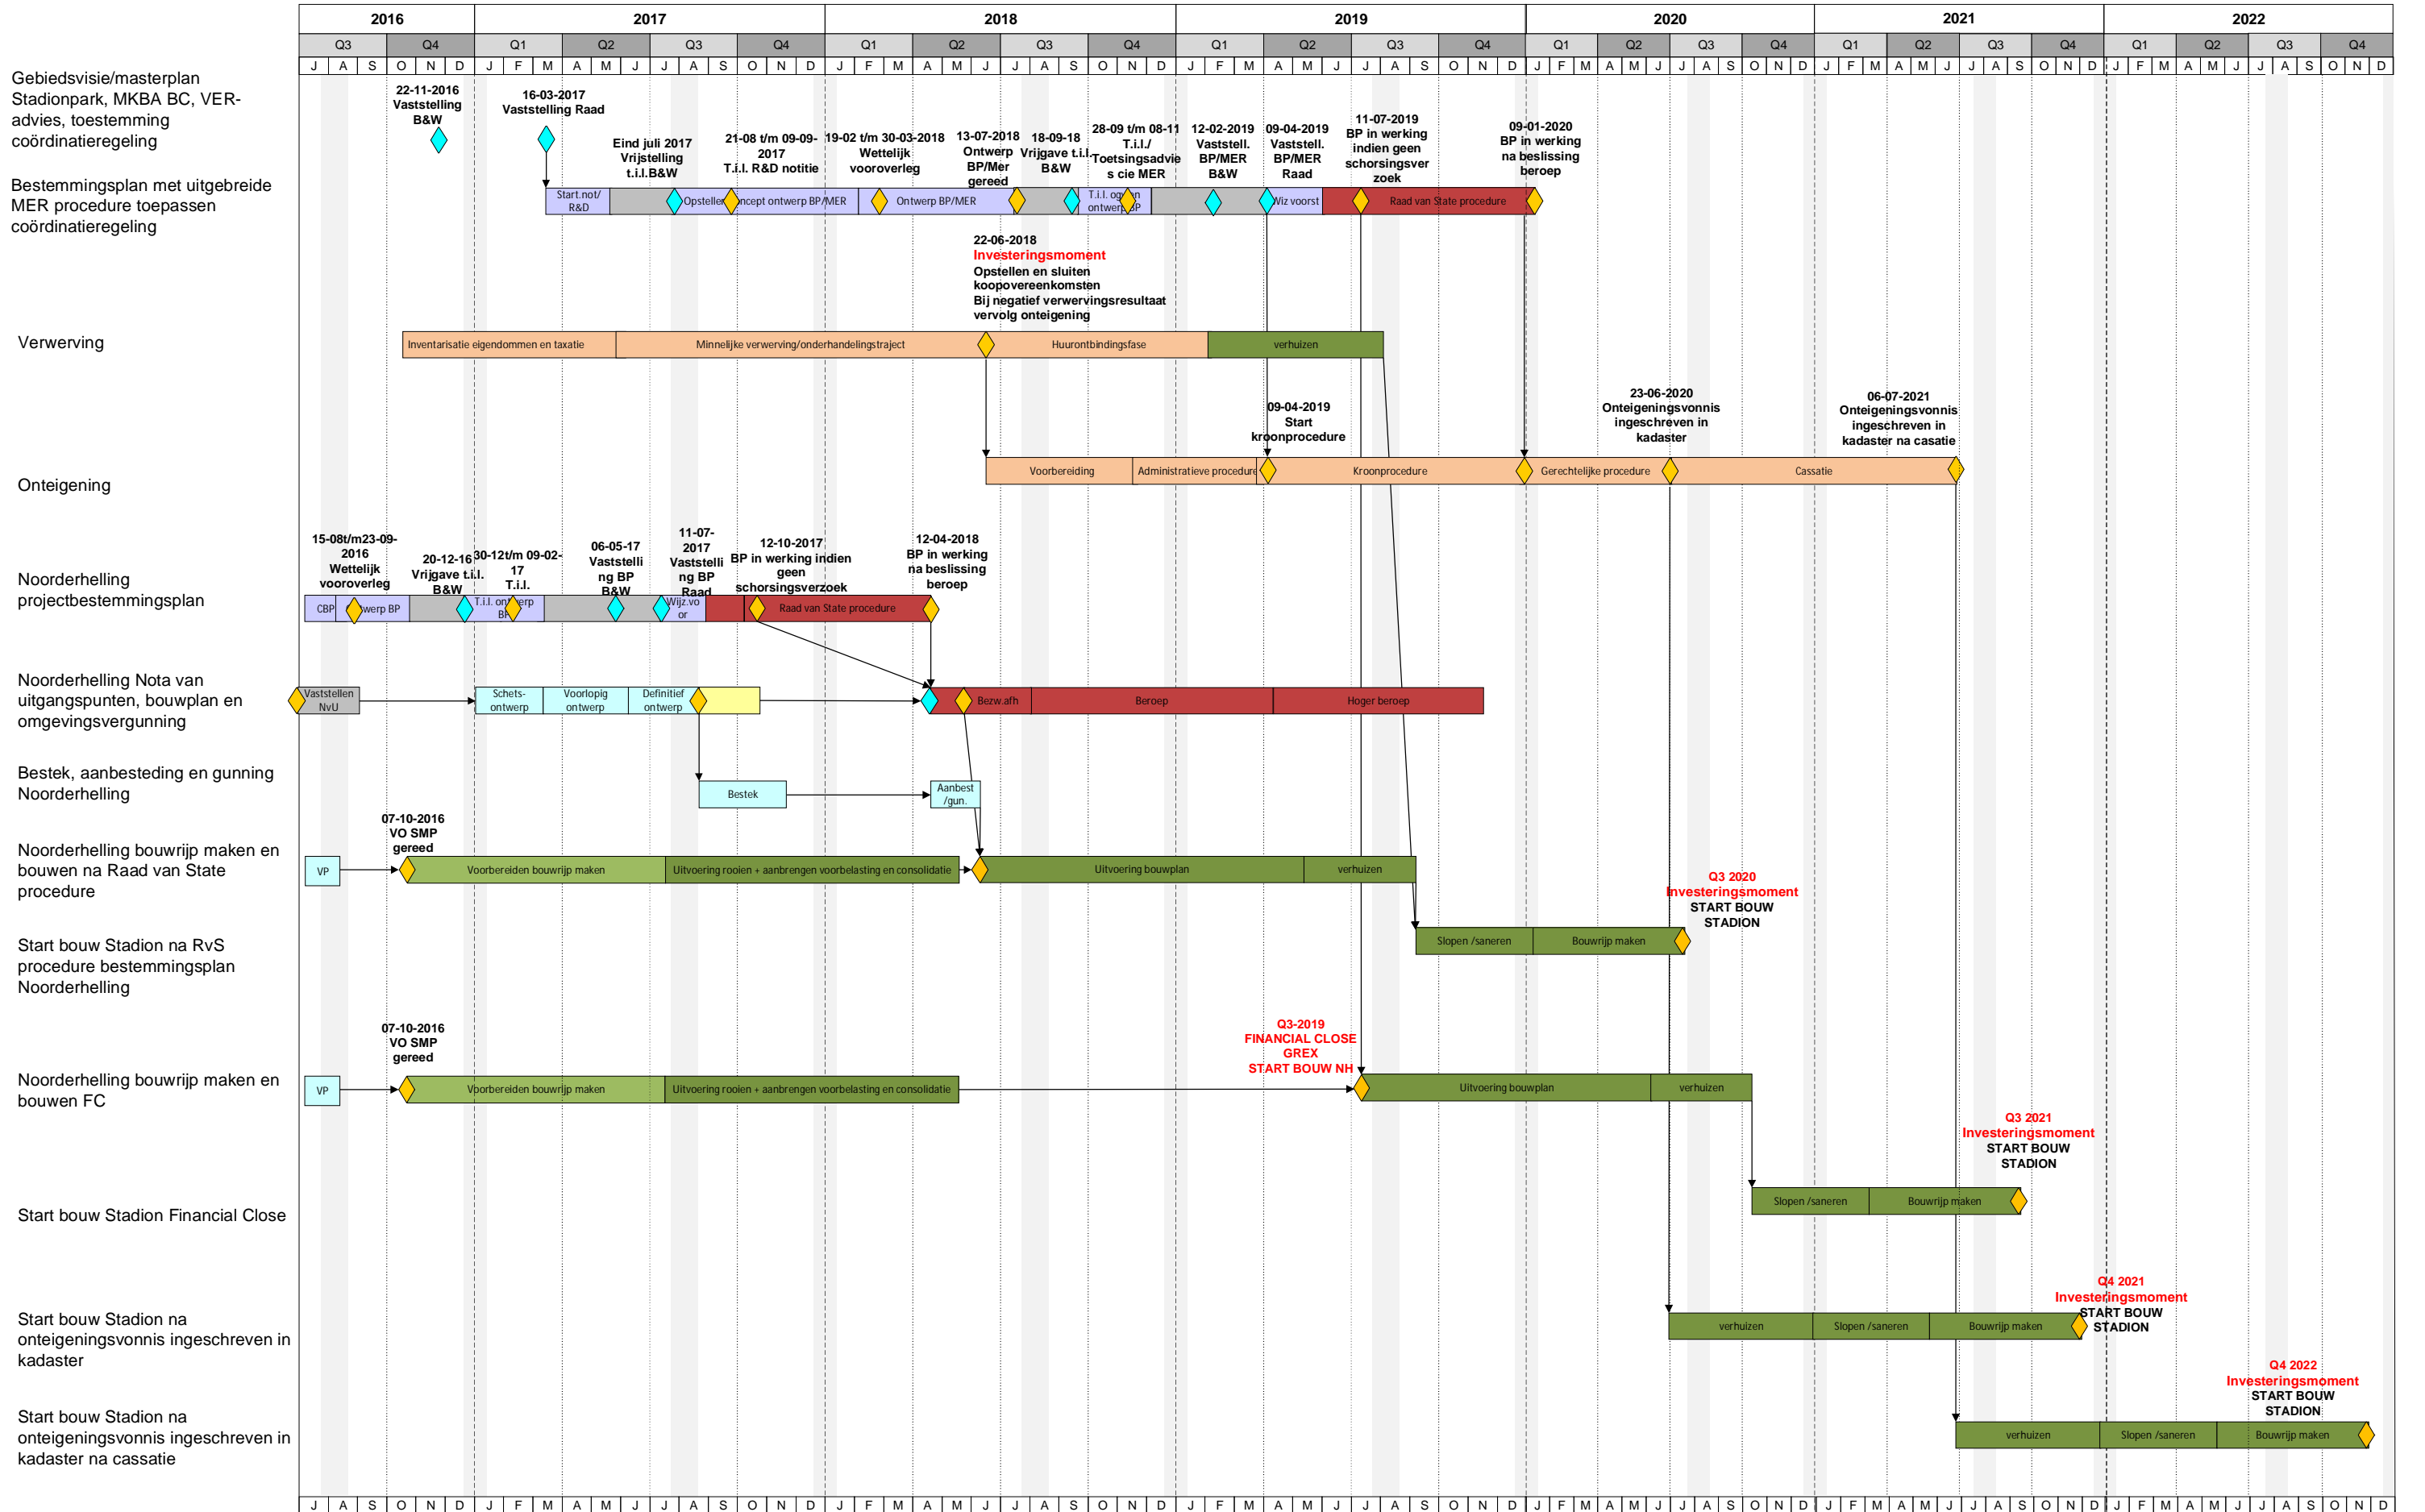 2016 2017 2018 2019 2020 2021 2022
Q3 Q4 Q1 Q2 Q3 Q4 Q1 Q2 Q3 Q4 Q1 Q2 Q3 Q4 Q1 Q2 Q3 Q4 Q1 Q2 Q3 Q4 Q1 Q2 Q3 Q4
J A S O N D J F M A M J J A S O N D J F M A M J J A S O N D J F M A M J J A S O N D J F M A M J J A S O N D J F M A M J J A S O N D J F M A M J J A S O N D
Gebiedsvisie/masterplan
Stadionpark, MKBA BC, VER-
advies, toestemming
coördinatieregeling
22-11-2016
Vaststelling
B&W
16-03-2017
Vaststelling Raad
Eind juli 2017
Vrijstelling
t.i.l.B&W
21-08 t/m 09-09-
2017
T.i.l. R&D notitie
19-02 t/m 30-03-2018
Wettelijk
vooroverleg
13-07-2018
Ontwerp
BP/Mer
gereed
18-09-18
Vrijgave t.i.l.
B&W
28-09 t/m 08-11
T.i.l./
Toetsingsadvie
s cie MER
12-02-2019
Vaststell.
BP/MER
B&W
09-04-2019
Vaststell.
BP/MER
Raad
11-07-2019
BP in werking
indien geen
schorsingsver
zoek
09-01-2020
BP in werking
na beslissing
beroep
Bestemmingsplan met uitgebreide
MER procedure toepassen
coördinatieregeling
Start.not/
R&D
Ontwerp BP/MER
Wiz voorst
Raad van State procedure
22-06-2018
Investeringsmoment
Opstellen en sluiten
koopovereenkomsten
Bij negatief verwervingsresultaat
vervolg onteigening
Verwerving
Inventarisatie eigendommen en taxatie
Minnelijke verwerving/onderhandelingstraject
Huurontbindingsfase
verhuizen
09-04-2019
Start
kroonprocedure
23-06-2020
Onteigeningsvonnis
ingeschreven in
kadaster
06-07-2021
Onteigeningsvonnis
ingeschreven in
kadaster na casatie
Onteigening
Voorbereiding
Administratieve procedure
Kroonprocedure
Gerechtelijke procedure
Cassatie
15-08t/m23-09-
2016
Wettelijk
vooroverleg
20-12-16
Vrijgave t.i.l.
B&W
30-12t/m 09-02-
17
T.i.l.
06-05-17
Vaststelli
ng BP
B&W
11-07-
2017
Vaststelli
ng BP
Raad
12-10-2017
BP in werking indien
geen
schorsingsverzoek
12-04-2018
BP in werking
na beslissing
beroep
Noorderhelling
projectbestemmingsplan
CBP
Wijz.vo
or
Raad van State procedure
Noorderhelling Nota van
uitgangspunten, bouwplan en
omgevingsvergunning
Vaststellen
NvU
Schets-
ontwerp
Voorlopig
ontwerp
Definitief
ontwerp
Bezw.afh
Beroep
Hoger beroep
Bestek, aanbesteding en gunning
Noorderhelling
Bestek
Aanbest
/gun.
07-10-2016
VO SMP
gereed
Noorderhelling bouwrijp maken en
bouwen na Raad van State
procedure
VP
Voorbereiden bouwrijp maken
Uitvoering rooien + aanbrengen voorbelasting en consolidatie
Uitvoering bouwplan
verhuizen
Q3 2020
Investeringsmoment
START BOUW
STADION
Start bouw Stadion na RvS
procedure bestemmingsplan
Noorderhelling
Slopen /saneren
Bouwrijp maken
07-10-2016
VO SMP
gereed
Q3-2019
FINANCIAL CLOSE
GREX
START BOUW NH
Noorderhelling bouwrijp maken en
bouwen FC
VP
Voorbereiden bouwrijp maken
Uitvoering rooien + aanbrengen voorbelasting en consolidatie
Uitvoering bouwplan
verhuizen
Q3 2021
Investeringsmoment
START BOUW
STADION
Start bouw Stadion Financial Close
Slopen /saneren
Bouwrijp maken
Q4 2021
Investeringsmoment
START BOUW
STADION
Start bouw Stadion na
onteigeningsvonnis ingeschreven in
kadaster
verhuizen
Slopen /saneren
Bouwrijp maken
Q4 2022
Investeringsmoment
START BOUW
STADION
Start bouw Stadion na
onteigeningsvonnis ingeschreven in
kadaster na cassatie
verhuizen
Slopen /saneren
Bouwrijp maken
J A S O N D J F M A M J J A S O N D J F M A M J J A S O N D J F M A M J J A S O N D J F M A M J J A S O N D J F M A M J J A S O N D J F M A M J J A S O N D